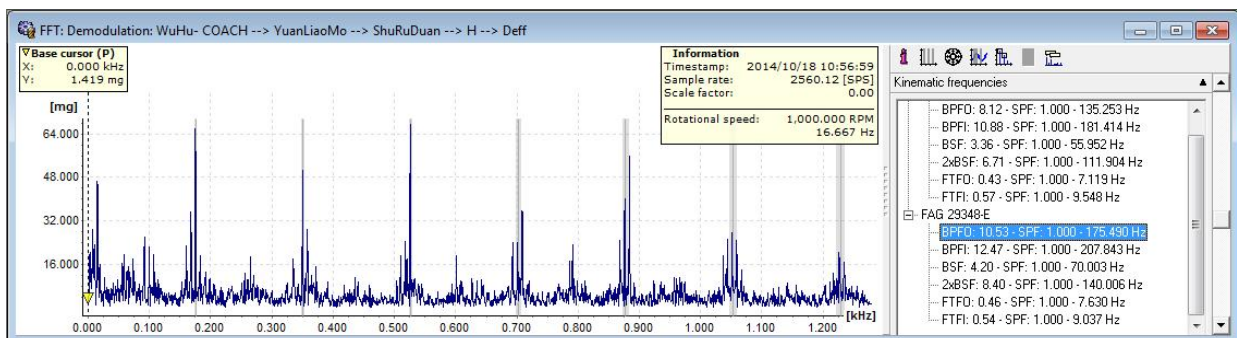 FFT: Demodulation: WuHu- COACH --> YuanLiaoMo --> ShuRuDuan --> H --> Deff
Base cursor (P)
X: 0.000 kHz
Y: 1.419 mg
Information
Timestamp: 2014/10/18 10:56:59
Sample rate: 2560.12 [SPS]
Scale factor: 0.00
Rotational speed: 1,000.000 RPM
16.667 Hz
[mg]
64.000
48.000
32.000
16.000
0.000 0.100 0.200 0.300 0.400 0.500 0.600 0.700 0.800 0.900 1.000 1.100 1.200 [kHz]
Kinematic frequencies
BPFO: 8.12 - SPF: 1.000 - 135.253 Hz
BPFI: 10.88 - SPF: 1.000 - 181.414 Hz
BSF: 3.36 - SPF: 1.000 - 55.952 Hz
2xBSF: 6.71 - SPF: 1.000 - 111.904 Hz
FTFO: 0.43 - SPF: 1.000 - 7.119 Hz
FTFI: 0.57 - SPF: 1.000 - 9.548 Hz
FAG 29348-E
BPFO: 10.53 - SPF: 1.000 - 175.490 Hz
BPFI: 12.47 - SPF: 1.000 - 207.843 Hz
BSF: 4.20 - SPF: 1.000 - 70.003 Hz
2xBSF: 8.40 - SPF: 1.000 - 140.006 Hz
FTFO: 0.46 - SPF: 1.000 - 7.630 Hz
FTFI: 0.54 - SPF: 1.000 - 9.037 Hz